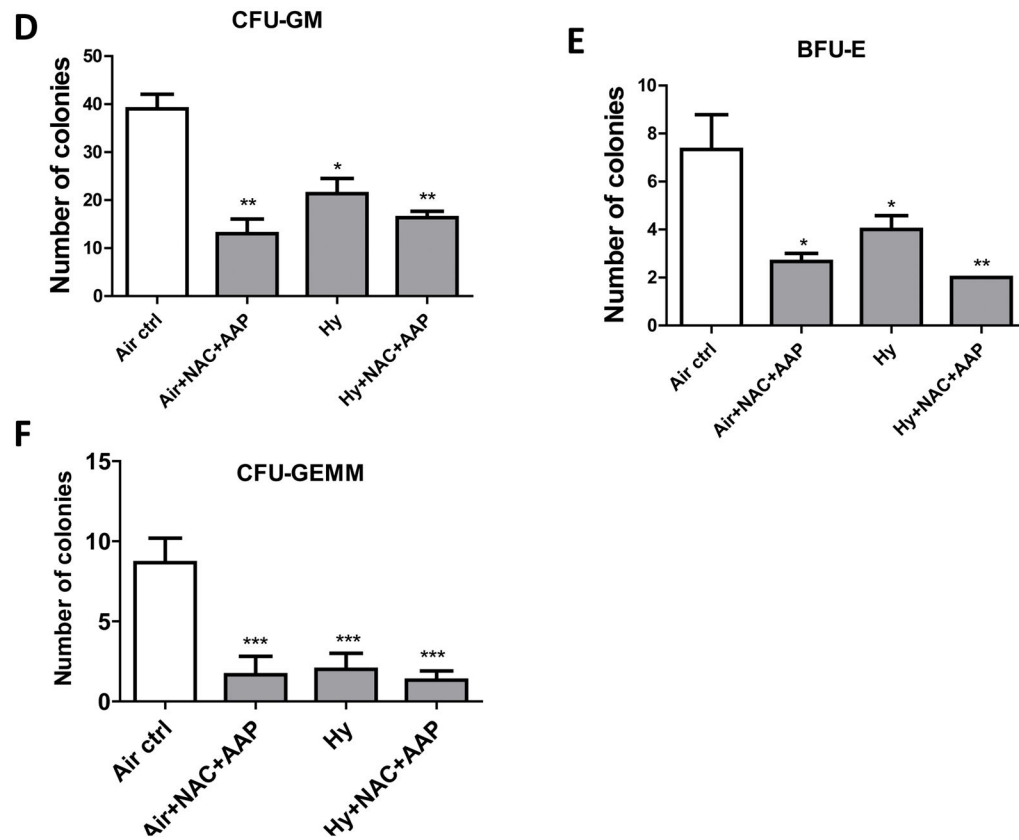 D
CFU-GM
Number of colonies
50
40
30
20
10
0
**
*
**
Air ctrl
Air+NAC+AAP
Hy
Hy+NAC+AAP
E
BFU-E
Number of colonies
10
8
6
4
2
0
*
*
**
Air ctrl
Air+NAC+AAP
Hy
Hy+NAC+AAP
F
CFU-GEMM
Number of colonies
15
10
5
0
***
***
***
Air ctrl
Air+NAC+AAP
Hy
Hy+NAC+AAP